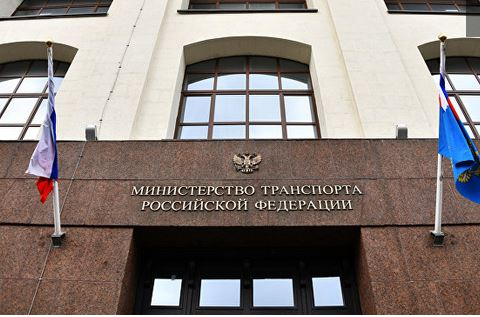 МИНИСТЕРСТВО ТРАНСПОРТА
РОССИЙСКОЙ ФЕДЕРАЦИИ